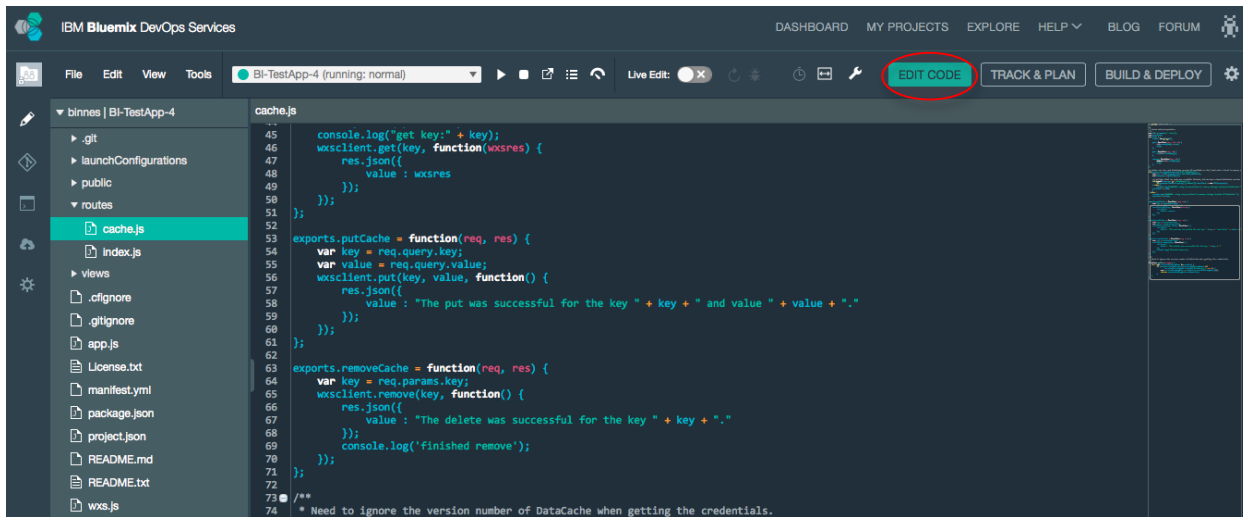 IBM Bluemix DevOps Services
DASHBOARD MY PROJECTS EXPLORE HELP BLOG FORUM
File Edit View Tools BI-TestApp-4 (running: normal) Live Edit: EDIT CODE TRACK & PLAN BUILD & DEPLOY
binnes | BI-TestApp-4
.git
launchConfigurations
public
routes
cache.js
index.js
views
.cfignore
.gitignore
app.js
License.txt
manifest.yml
package.json
project.json
README.md
README.txt
wxs.js
cache.js
45 console.log("get key:" + key);
46 wxsclient.get(key, function(wxsres) {
47 res.json({
48 value : wxsres
49 });
50 });
51 };
52
53 exports.putCache = function(req, res) {
54 var key = req.query.key;
55 var value = req.query.value;
56 wxsclient.put(key, value, function() {
57 res.json({
58 value : "The put was successful for the key " + key + " and value " + value + "."
59 });
60 });
61 };
62
63 exports.removeCache = function(req, res) {
64 var key = req.params.key;
65 wxsclient.remove(key, function() {
66 res.json({
67 value : "The delete was successful for the key " + key + "."
68 });
69 console.log('finished remove');
70 });
71 };
72
73 /**
74 * Need to ignore the version number of DataCache when getting the credentials.